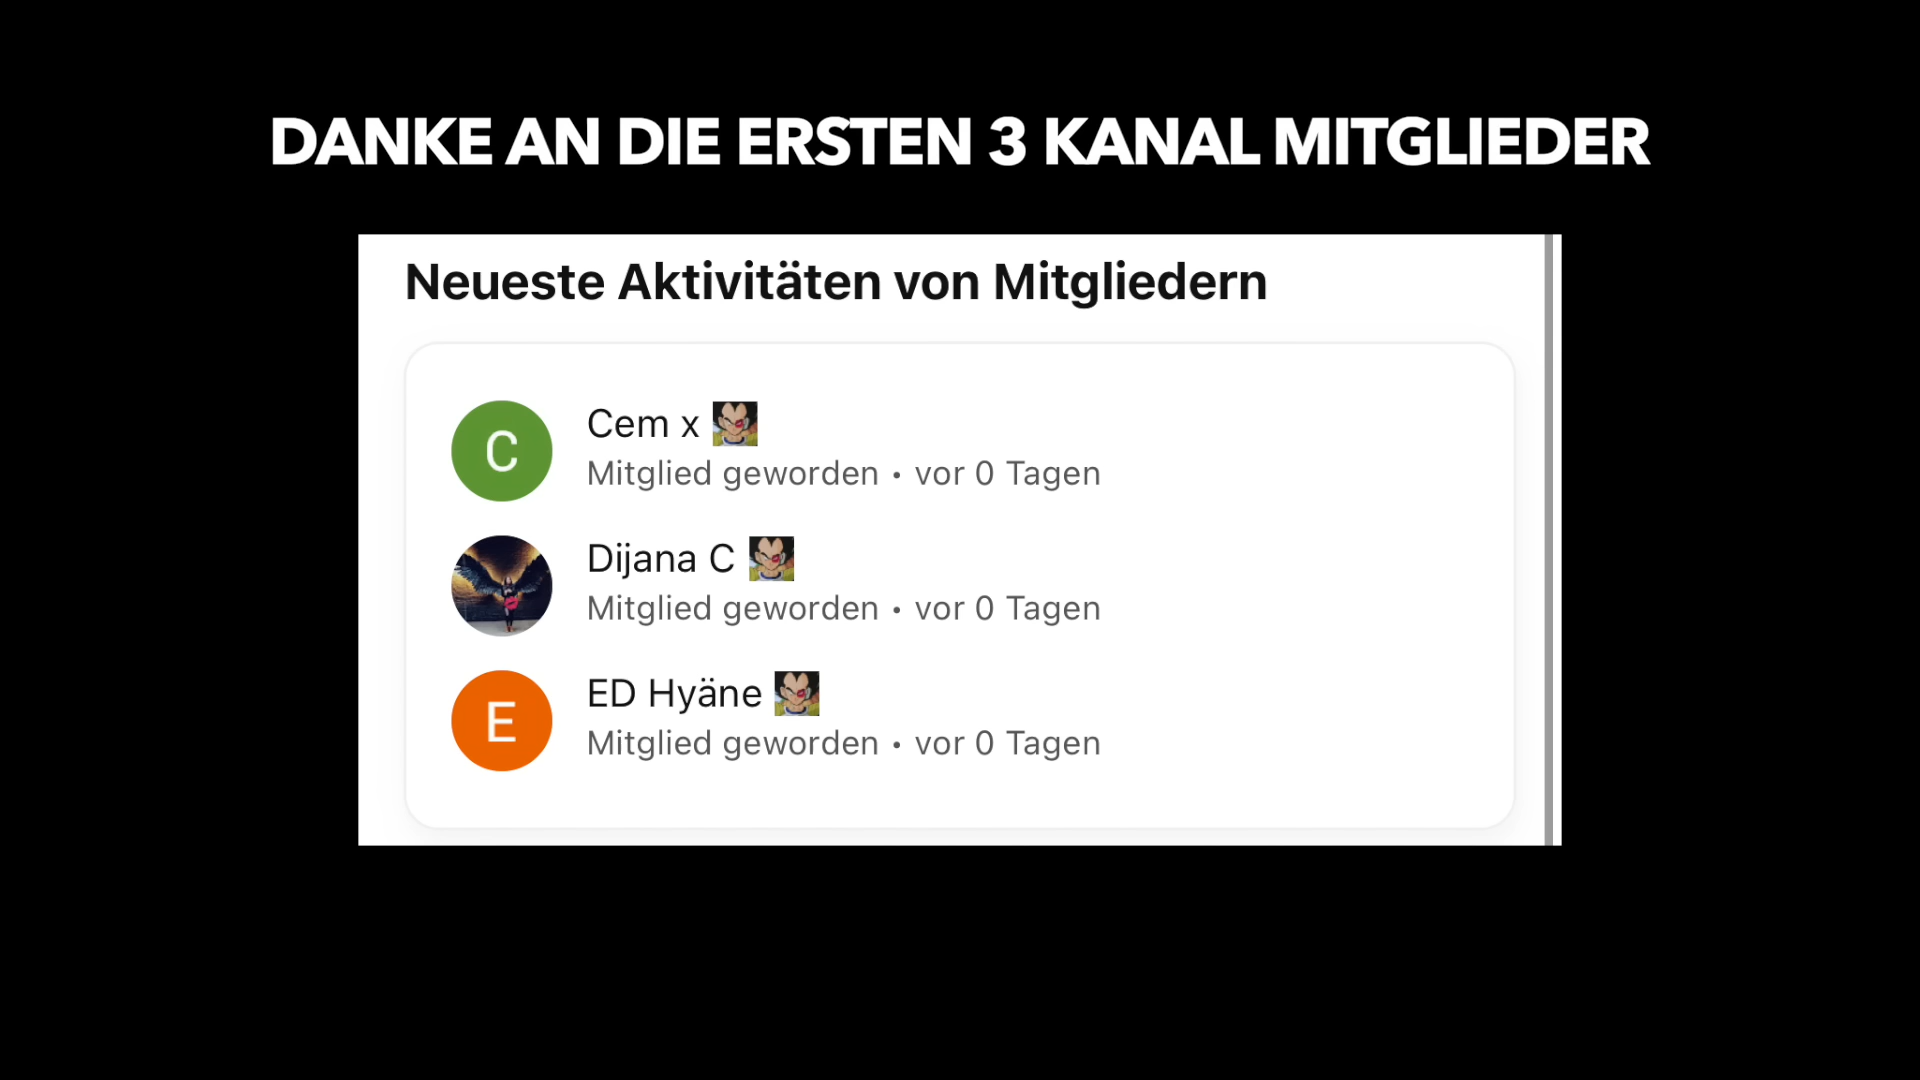 DANKE AN DIE ERSTEN 3 KANAL MITGLIEDER
Neueste Aktivitäten von Mitgliedern
C
Cem x
Mitglied geworden • vor 0 Tagen
Dijana C
Mitglied geworden • vor 0 Tagen
E
ED Hyäne
Mitglied geworden • vor 0 Tagen